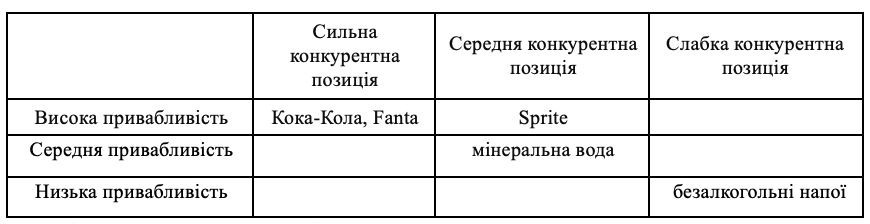 Сильна
конкурентна
позиція
Середня конкурентна
позиція
Слабка конкурентна
позиція
Висока привабливість
Кока-Кола, Fanta
Sprite
Середня привабливість
мінеральна вода
Низька привабливість
безалкогольні напої